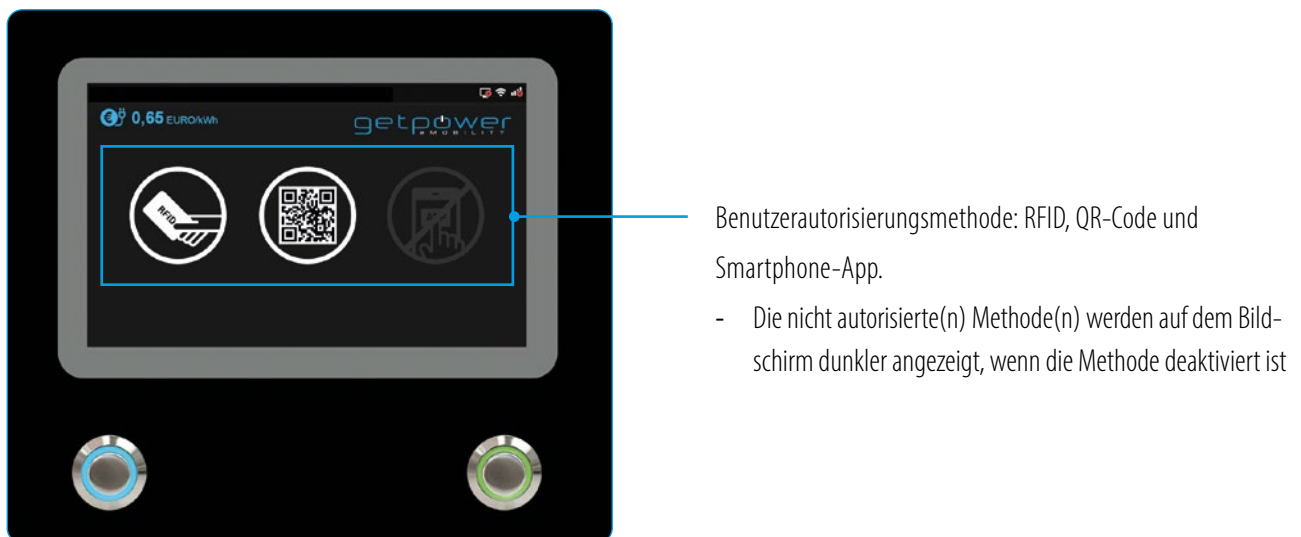 0,65 EURO/kWh
getpower
eMOBILITY
RFID
Benutzerautorisierungsmethode: RFID, QR-Code und
Smartphone-App.
- Die nicht autorisierte(n) Methode(n) werden auf dem Bild-
schirm dunkler angezeigt, wenn die Methode deaktiviert ist